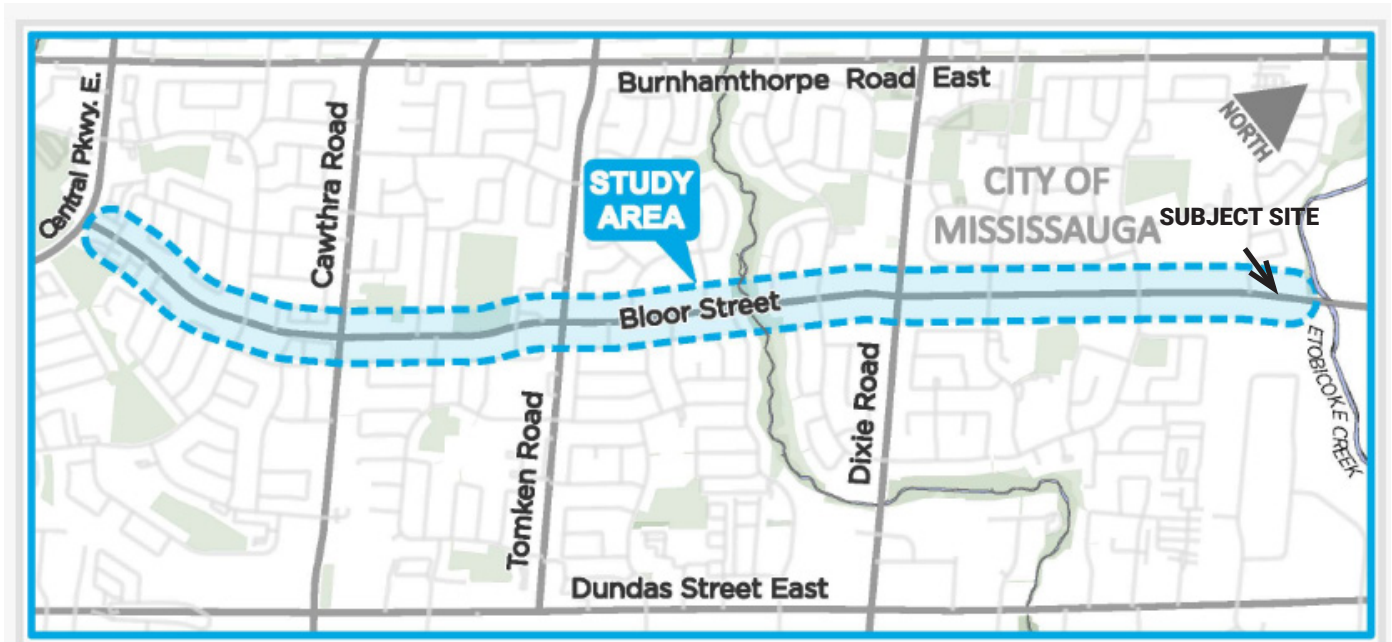 Burnhamthorpe Road East
Central Pkwy. E.
Cawthra Road
NORTH
STUDY
AREA
CITY OF
MISSISSAUGA
SUBJECT SITE
Bloor Street
ETOBICOKE CREEK
Dixie Road
Tomken Road
Dundas Street East